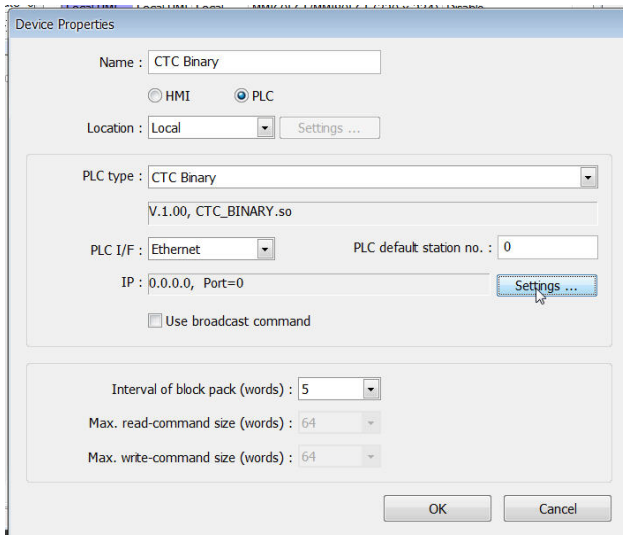 Device Properties
Name : CTC Binary
HMI PLC
Location : Local Settings ...
PLC type : CTC Binary
V.1.00, CTC_BINARY.so
PLC I/F : Ethernet PLC default station no. : 0
IP : 0.0.0.0, Port=0 Settings ...
Use broadcast command
Interval of block pack (words) : 5
Max. read-command size (words) : 64
Max. write-command size (words) : 64
OK Cancel